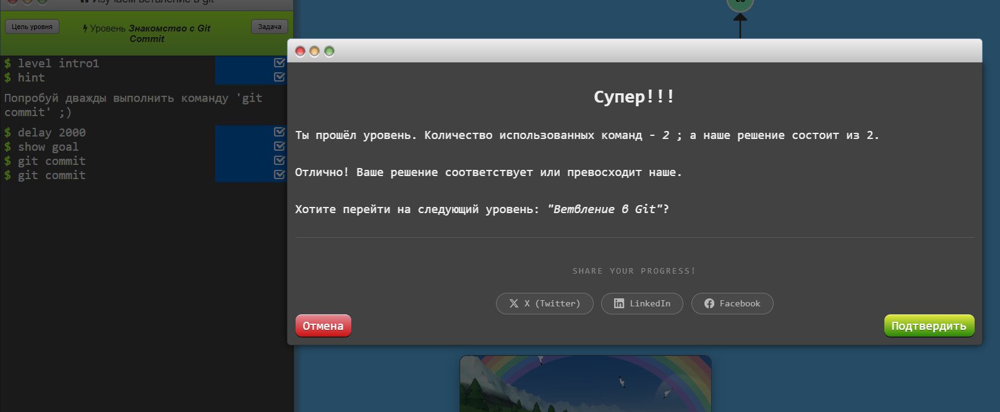 Изучаем ветвление в git
Цель уровня
Уровень Знакомство с Git
Commit
Задача
$ level intro1
$ hint
Попробуй дважды выполнить команду 'git
commit' ;)
$ delay 2000
$ show goal
$ git commit
$ git commit
Супер!!!
Ты прошёл уровень. Количество использованных команд - 2 ; а наше решение состоит из 2.
Отлично! Ваше решение соответствует или превосходит наше.
Хотите перейти на следующий уровень: "Ветвление в Git"?
SHARE YOUR PROGRESS!
X (Twitter)
LinkedIn
Facebook
Отмена
Подтвердить